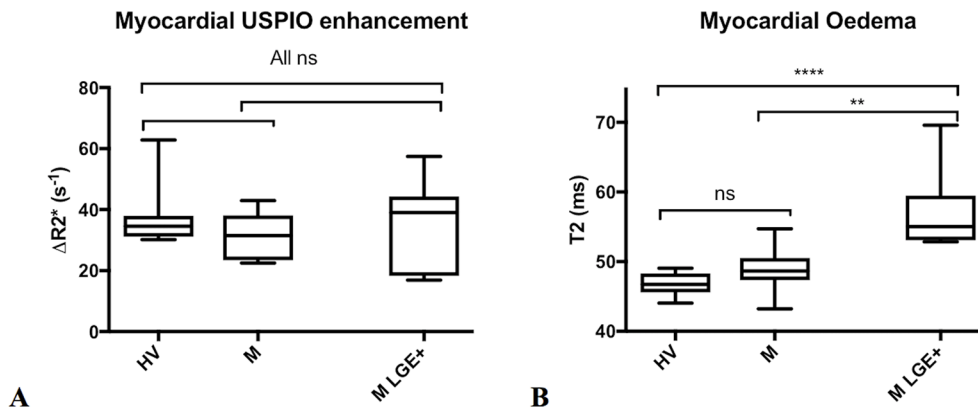 Myocardial USPIO enhancement
All ns
80
60
40
20
0
ΔR2* (s⁻¹)
HV
M
M LGE+
A
Myocardial Oedema
****
**
ns
70
60
50
40
T2 (ms)
HV
M
M LGE+
B